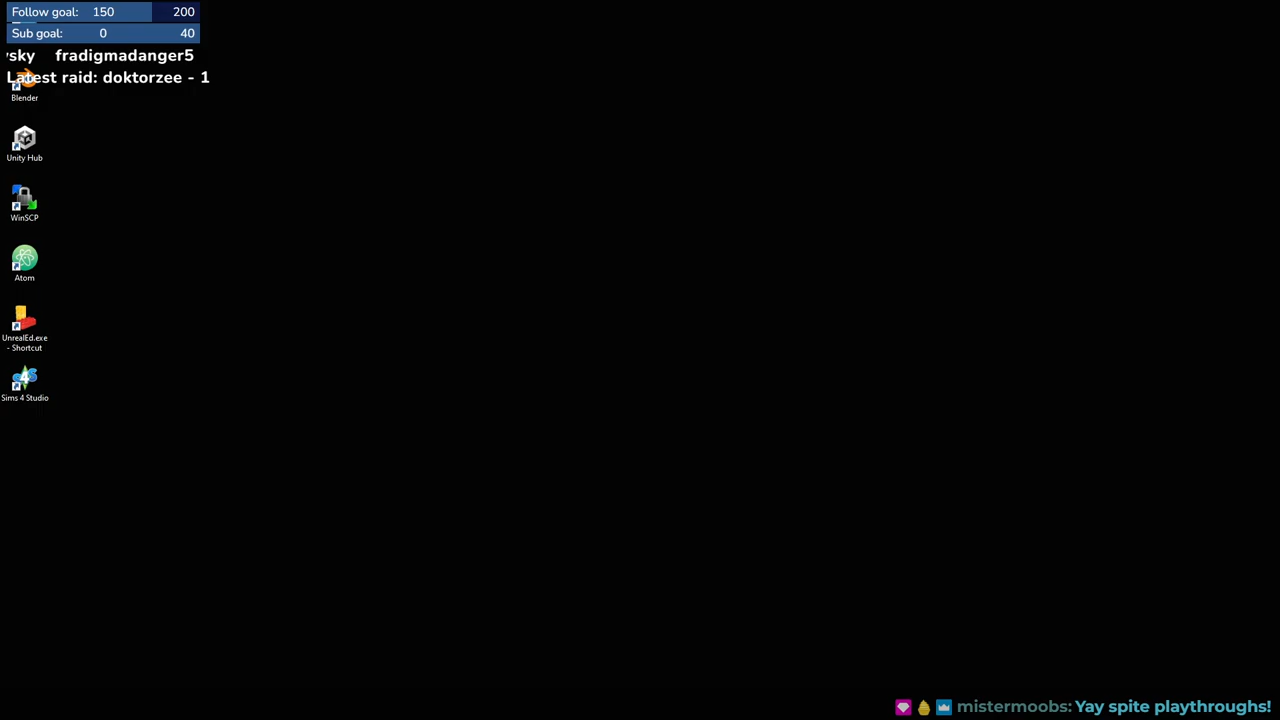 Follow goal: 150 200
Sub goal: 0 40
sky fradigmadanger5
Latest raid: doktorzee - 1
Blender
Unity Hub
WinSCP
Atom
UnrealEd.exe
- Shortcut
Sims 4 Studio
mistermoobs: Yay spite playthroughs!